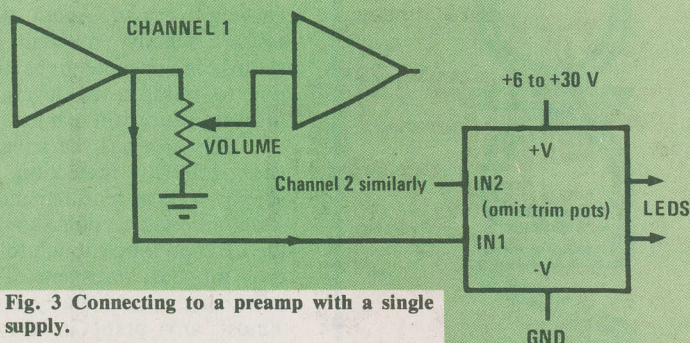 CHANNEL 1
+6 to +30 V
VOLUME
+V
Channel 2 similarly
IN2
(omit trim pots)
LEDS
IN1
-V
GND
Fig. 3 Connecting to a preamp with a single
supply.